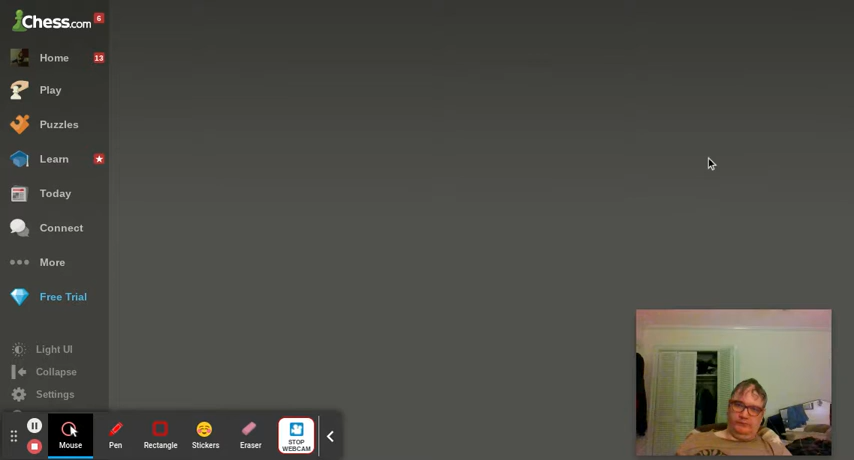 Chess.com
6
Home
13
Play
Puzzles
Learn
Today
Connect
More
Free Trial
Light UI
Collapse
Settings
Mouse
Pen
Rectangle
Stickers
Eraser
STOP
WEBCAM